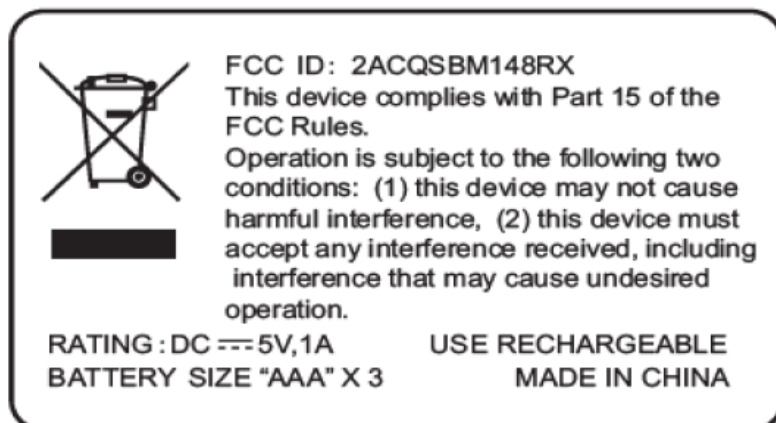 FCC ID: 2ACQSBM148RX
This device complies with Part 15 of the
FCC Rules.
Operation is subject to the following two
conditions: (1) this device may not cause
harmful interference, (2) this device must
accept any interference received, including
interference that may cause undesired
operation.
RATING : DC ⎓ 5V,1A USE RECHARGEABLE
BATTERY SIZE “AAA” X 3 MADE IN CHINA